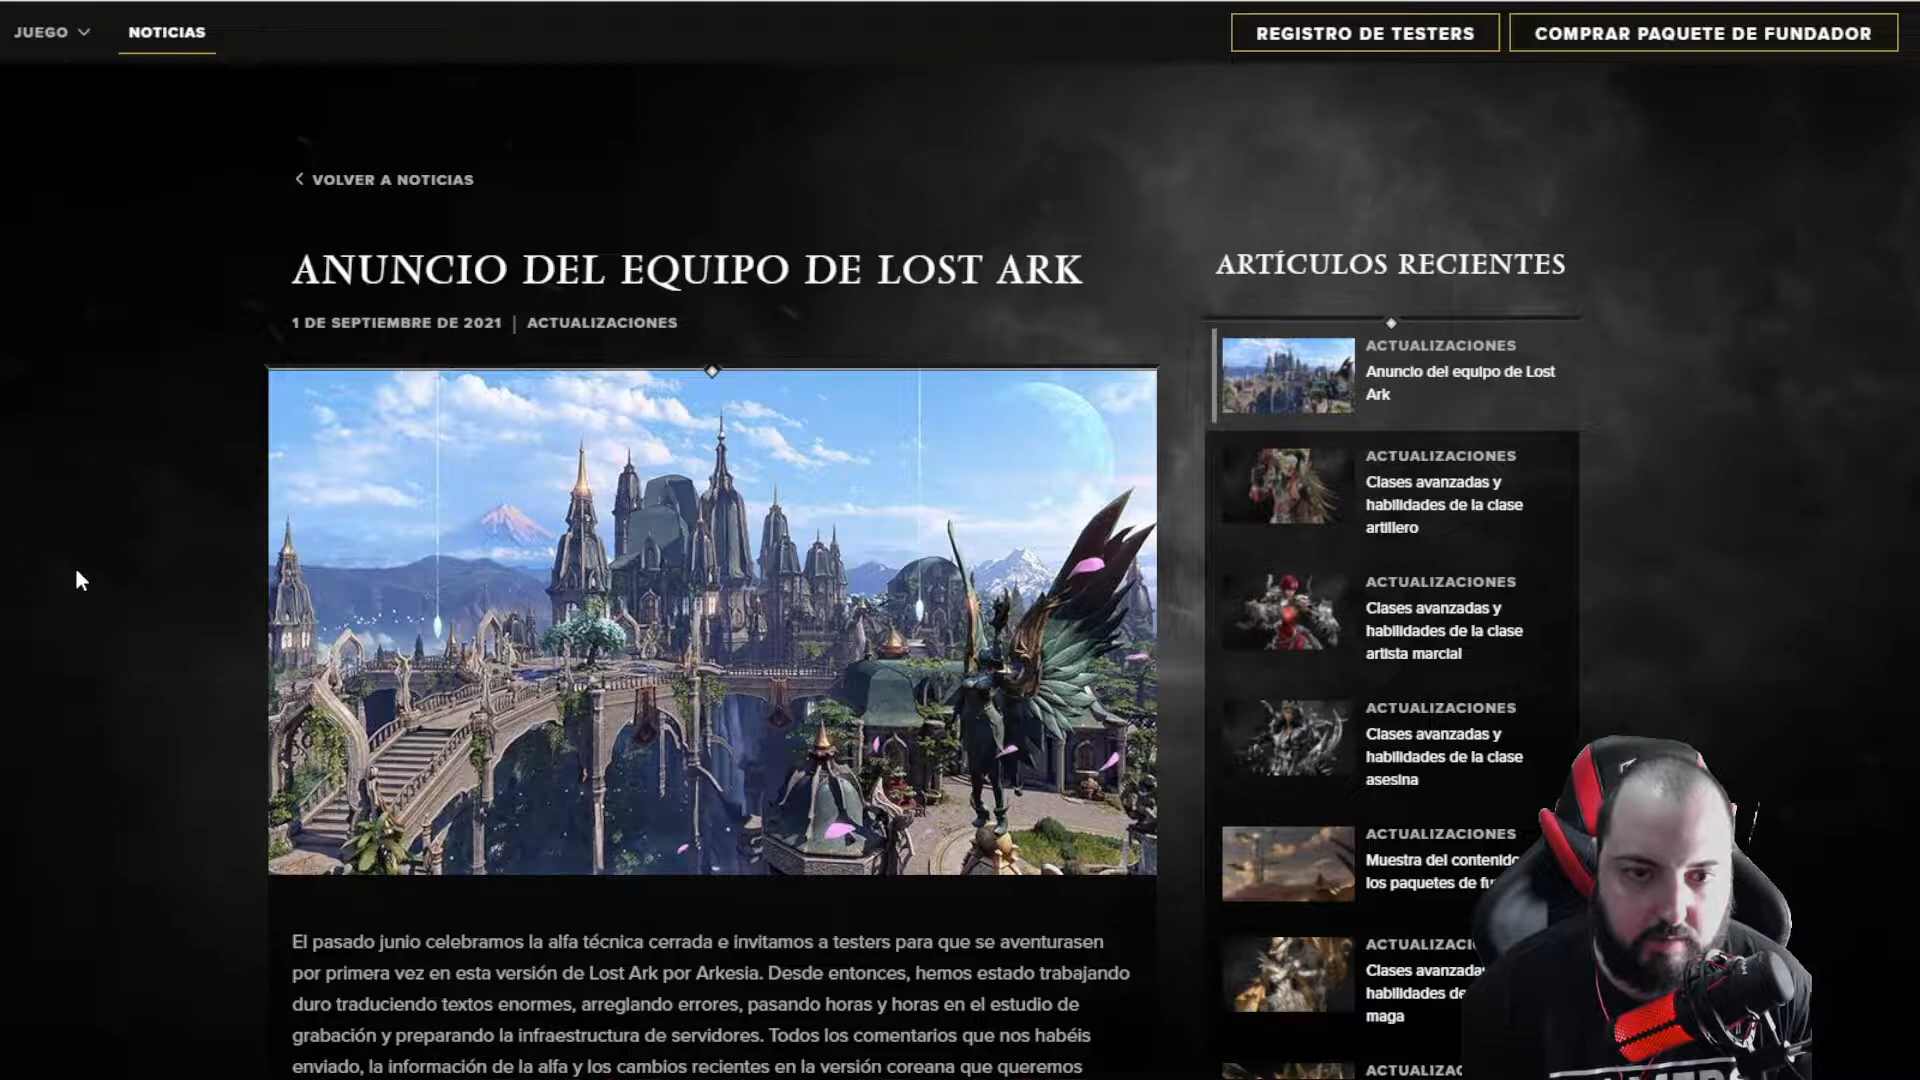 JUEGO
NOTICIAS
REGISTRO DE TESTERS
COMPRAR PAQUETE DE FUNDADOR
VOLVER A NOTICIAS
ANUNCIO DEL EQUIPO DE LOST ARK
1 DE SEPTIEMBRE DE 2021 | ACTUALIZACIONES
El pasado junio celebramos la alfa técnica cerrada e invitamos a testers para que se aventurasen
por primera vez en esta versión de Lost Ark por Arkesia. Desde entonces, hemos estado trabajando
duro traduciendo textos enormes, arreglando errores, pasando horas y horas en el estudio de
grabación y preparando la infraestructura de servidores. Todos los comentarios que nos habéis
enviado, la información de la alfa y los cambios recientes en la versión coreana que queremos
ARTÍCULOS RECIENTES
ACTUALIZACIONES
Anuncio del equipo de Lost
Ark
ACTUALIZACIONES
Clases avanzadas y
habilidades de la clase
artillero
ACTUALIZACIONES
Clases avanzadas y
habilidades de la clase
artista marcial
ACTUALIZACIONES
Clases avanzadas y
habilidades de la clase
asesina
ACTUALIZACIONES
Muestra del contenido
los paquetes de fu
ACTUALIZACI
Clases avanzada
habilidades de
maga
ACTUALIZAC